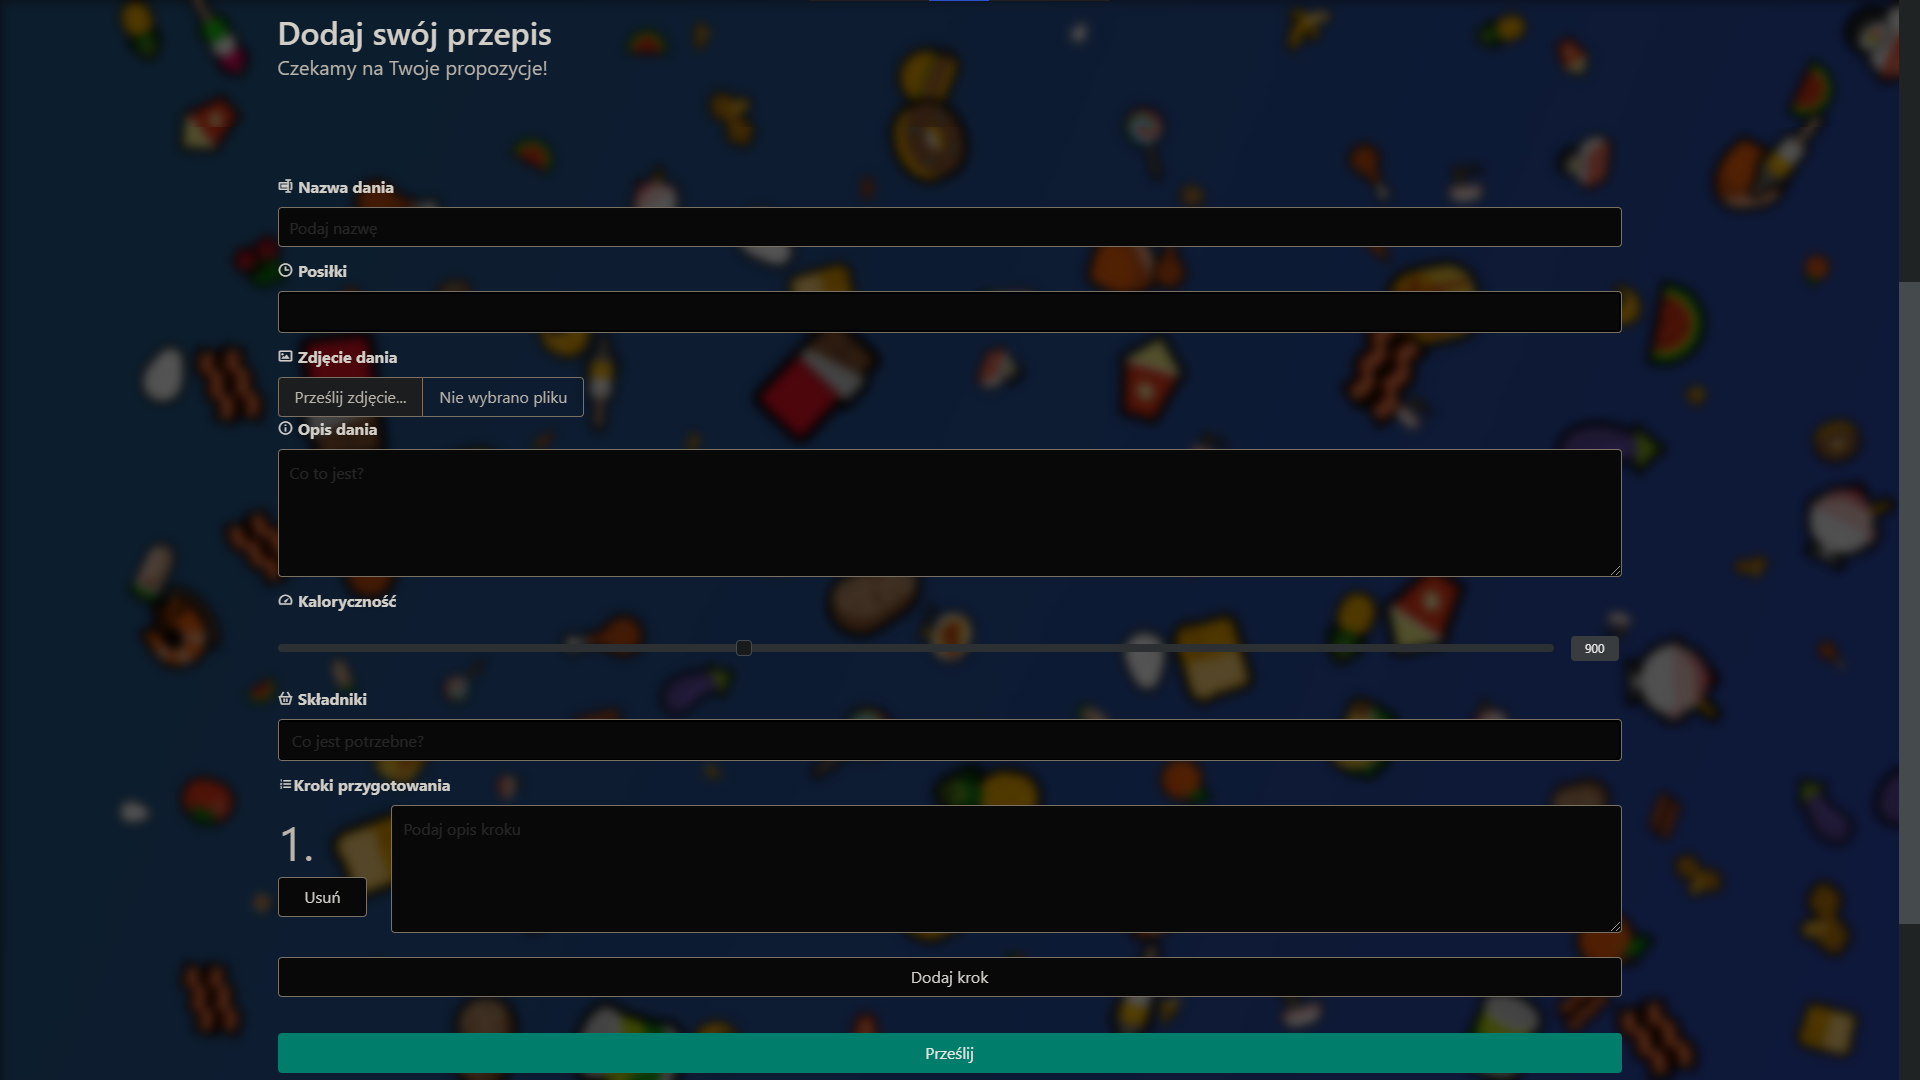 Dodaj swój przepis
Czekamy na Twoje propozycje!
Nazwa dania
Podaj nazwę
Posiłki
Zdjęcie dania
Prześlij zdjęcie...
Nie wybrano pliku
Opis dania
Co to jest?
Kaloryczność
900
Składniki
Co jest potrzebne?
Kroki przygotowania
1.
Podaj opis kroku
Usuń
Dodaj krok
Prześlij